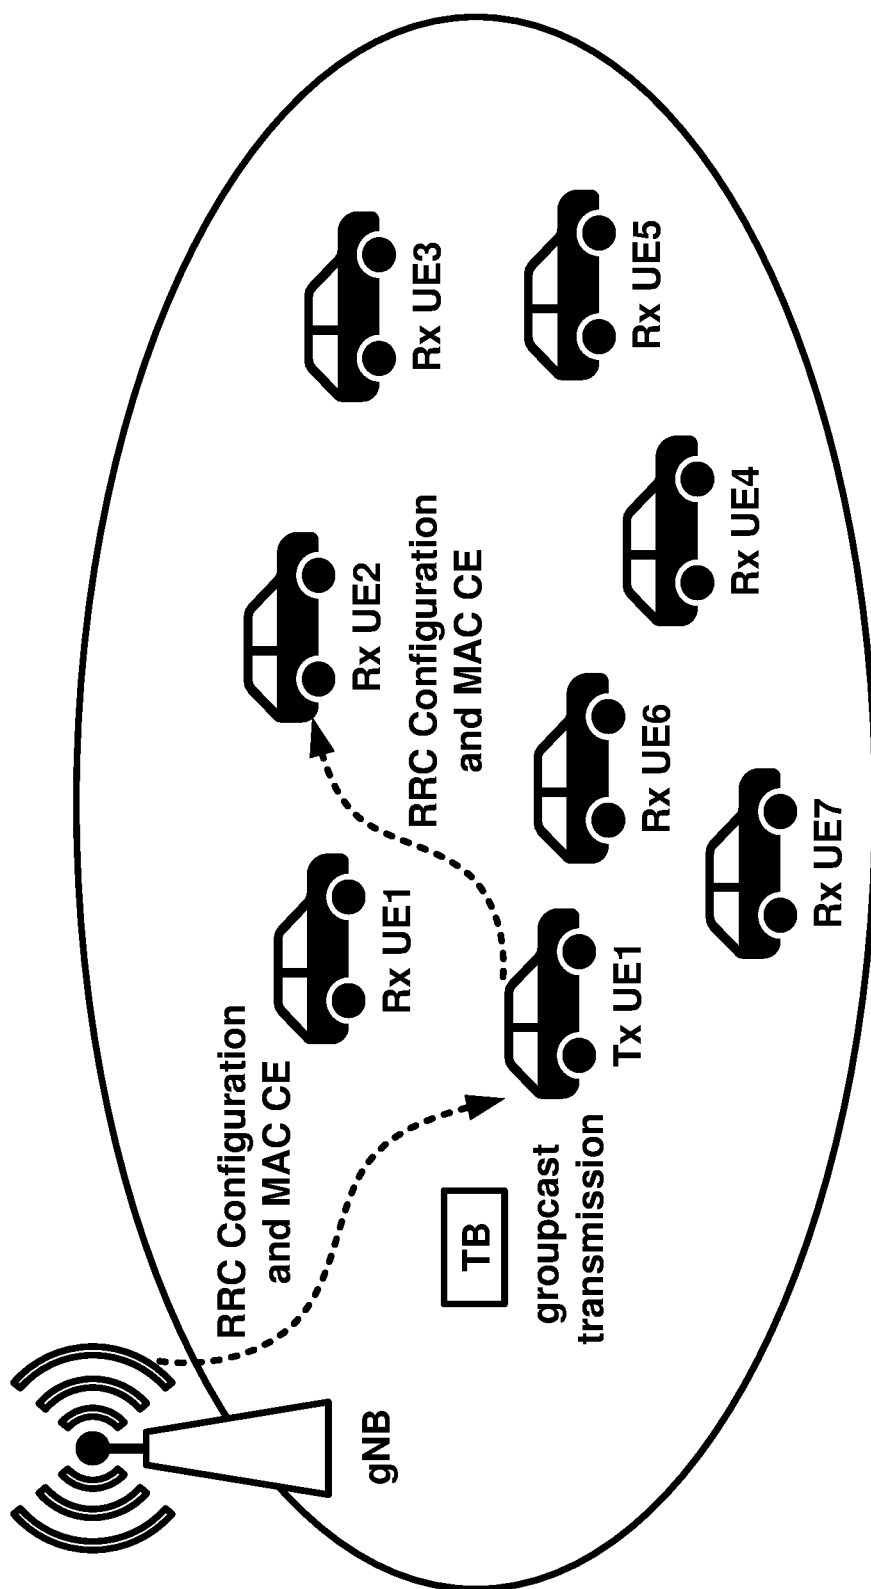 gNB
RRC Configuration
and MAC CE
TB
groupcast
transmission
Rx UE1
Tx UE1
Rx UE2
RRC Configuration
and MAC CE
Rx UE6
Rx UE7
Rx UE3
Rx UE4
Rx UE5